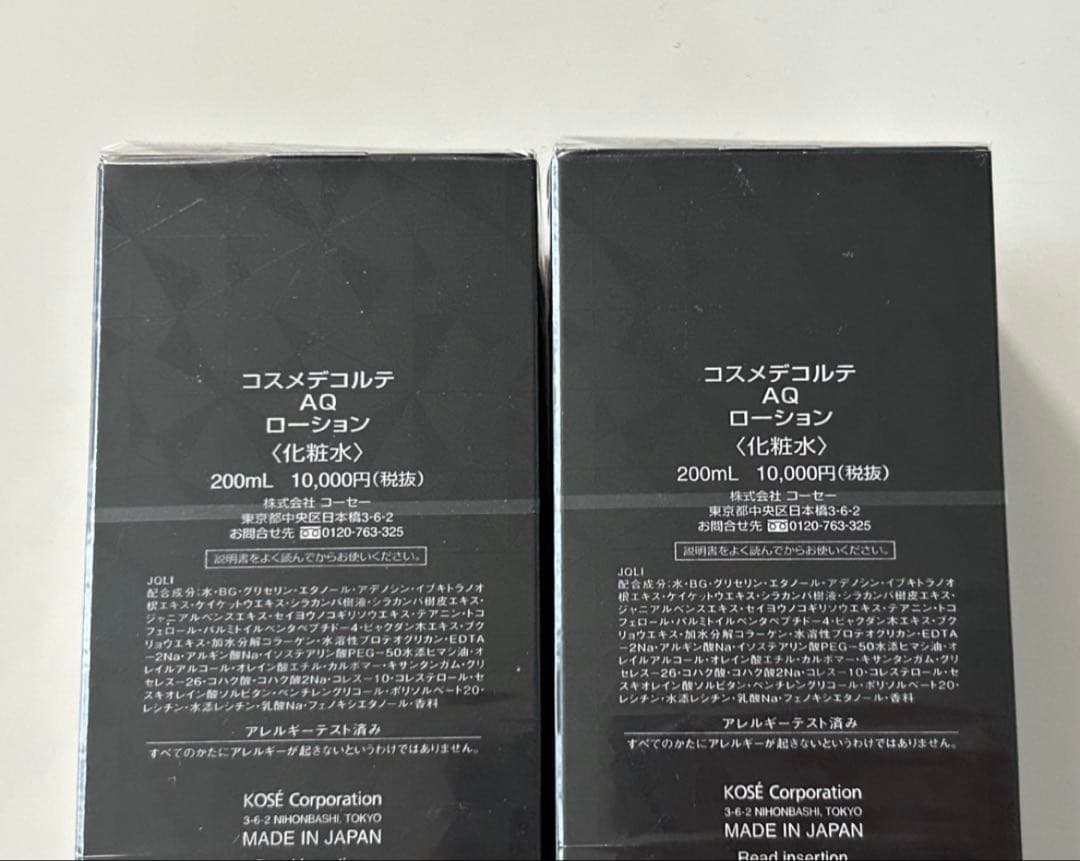 コスメデコルテ
AQ
ローション
〈化粧水〉
200mL 10,000円(税抜)
株式会社 コーセー
東京都中央区日本橋3-6-2
お問合せ先 0120-763-325
説明書をよく読んでからお使いください。
JQLI
配合成分:水・BG・グリセリン・エタノール・アデノシン・イブキトラノオ
根エキス・ケイケットウエキス・シラカンバ樹液・シラカンバ樹皮エキス・
ジャニアルベンスエキス・セイヨウノコギリソウエキス・テアニン・トコ
フェロール・パルミトイルペンタペプチド-4・ビャクダン木エキス・ブク
リョウエキス・加水分解コラーゲン・水溶性プロテオグリカン・EDTA
-2Na・アルギン酸Na・イソステアリン酸PEG-50水添ヒマシ油・オ
レイルアルコール・オレイン酸エチル・カルボマー・キサンタンガム・グリ
セレス-26・コハク酸・コハク酸2Na・コレス-10・コレステロール・セ
スキオレイン酸ソルビタン・ペンチレングリコール・ポリソルベート20・
レシチン・水添レシチン・乳酸Na・フェノキシエタノール・香料
アレルギーテスト済み
すべてのかたにアレルギーが起きないというわけではありません。
KOSÉ Corporation
3-6-2 NIHONBASHI, TOKYO
MADE IN JAPAN
コスメデコルテ
AQ
ローション
〈化粧水〉
200mL 10,000円(税抜)
株式会社 コーセー
東京都中央区日本橋3-6-2
お問合せ先 0120-763-325
説明書をよく読んでからお使いください。
JQLI
配合成分:水・BG・グリセリン・エタノール・アデノシン・イブキトラノオ
根エキス・ケイケットウエキス・シラカンバ樹液・シラカンバ樹皮エキス・
ジャニアルベンスエキス・セイヨウノコギリソウエキス・テアニン・トコ
フェロール・パルミトイルペンタペプチド-4・ビャクダン木エキス・ブク
リョウエキス・加水分解コラーゲン・水溶性プロテオグリカン・EDTA
-2Na・アルギン酸Na・イソステアリン酸PEG-50水添ヒマシ油・オ
レイルアルコール・オレイン酸エチル・カルボマー・キサンタンガム・グリ
セレス-26・コハク酸・コハク酸2Na・コレス-10・コレステロール・セ
スキオレイン酸ソルビタン・ペンチレングリコール・ポリソルベート20・
レシチン・水添レシチン・乳酸Na・フェノキシエタノール・香料
アレルギーテスト済み
すべてのかたにアレルギーが起きないというわけではありません。
KOSÉ Corporation
3-6-2 NIHONBASHI, TOKYO
MADE IN JAPAN
Read insertion